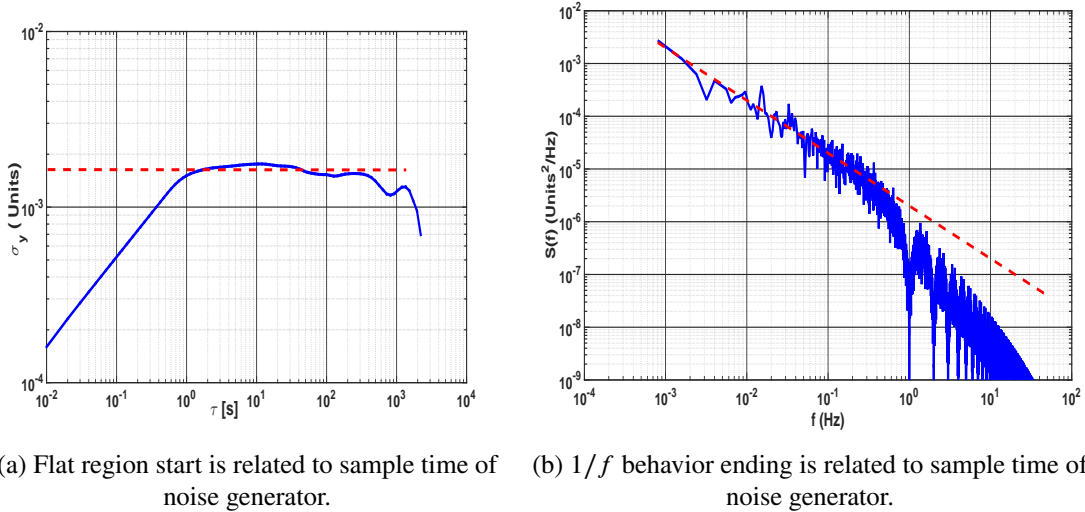 10^-2
10^-3
10^-4
σ_y ( Units)
10^-2 10^-1 10^0 10^1 10^2 10^3 10^4
τ [s]
10^-2
10^-3
10^-4
10^-5
10^-6
10^-7
10^-8
10^-9
S(f) (Units^2/Hz)
10^-4 10^-3 10^-2 10^-1 10^0 10^1 10^2
f (Hz)
a) Flat region start is related to sample time of
noise generator.
(b) 1/f behavior ending is related to sample time of
noise generator.